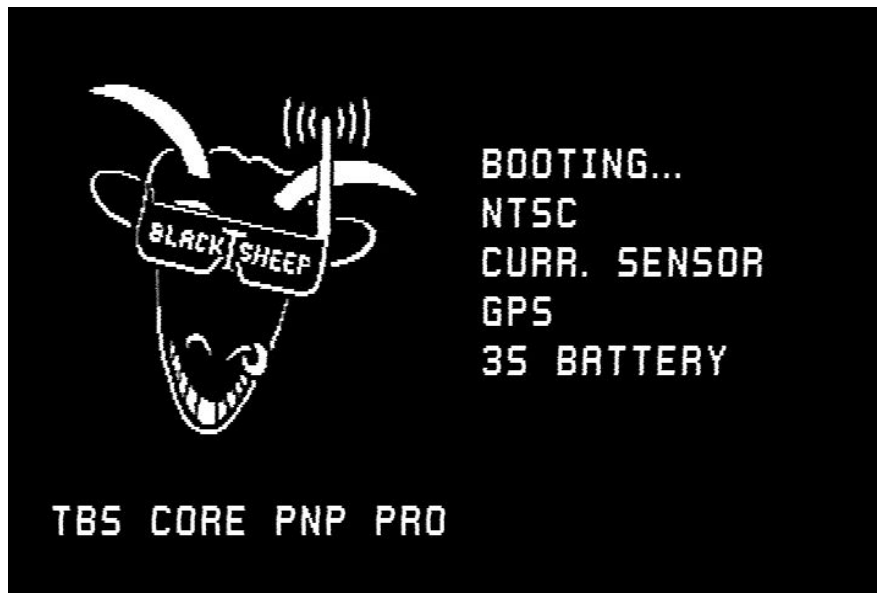 BLACK SHEEP
BOOTING...
NTSC
CURR. SENSOR
GPS
3S BATTERY
TBS CORE PNP PRO